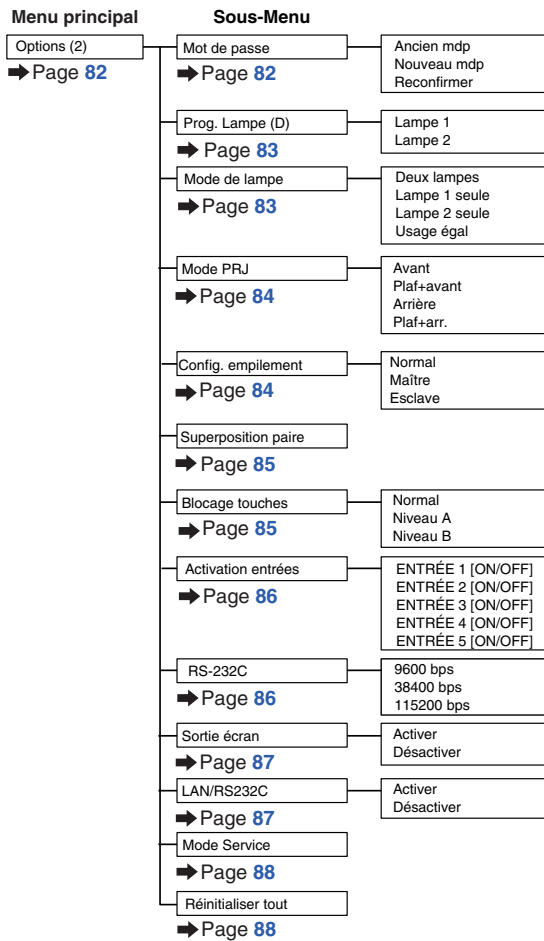 Menu principal
Sous-Menu
Options (2)
➡Page 82
Mot de passe
➡Page 82
Ancien mdp
Nouveau mdp
Reconfirmer
Prog. Lampe (D)
➡ Page 83
Lampe 1
Lampe 2
Mode de lampe
➡Page 83
Deux lampes
Lampe 1 seule
Lampe 2 seule
Usage égal
Mode PRJ
➡ Page 84
Avant
Plaf+avant
Arrière
Plaf+arr.
Config. empilement
➡ Page 84
Normal
Maître
Esclave
Superposition paire
➡ Page 85
Blocage touches
➡Page 85
Normal
Niveau A
Niveau B
Activation entrées
➡ Page 86
ENTRÉE 1 [ON/OFF]
ENTRÉE 2 [ON/OFF]
ENTRÉE 3 [ON/OFF]
ENTRÉE 4 [ON/OFF]
ENTRÉE 5 [ON/OFF]
RS-232C
➡ Page 86
9600 bps
38400 bps
115200 bps
Sortie écran
➡ Page 87
Activer
Désactiver
LAN/RS232C
➡ Page 87
Activer
Désactiver
Mode Service
➡ Page 88
Réinitialiser tout
➡Page 88